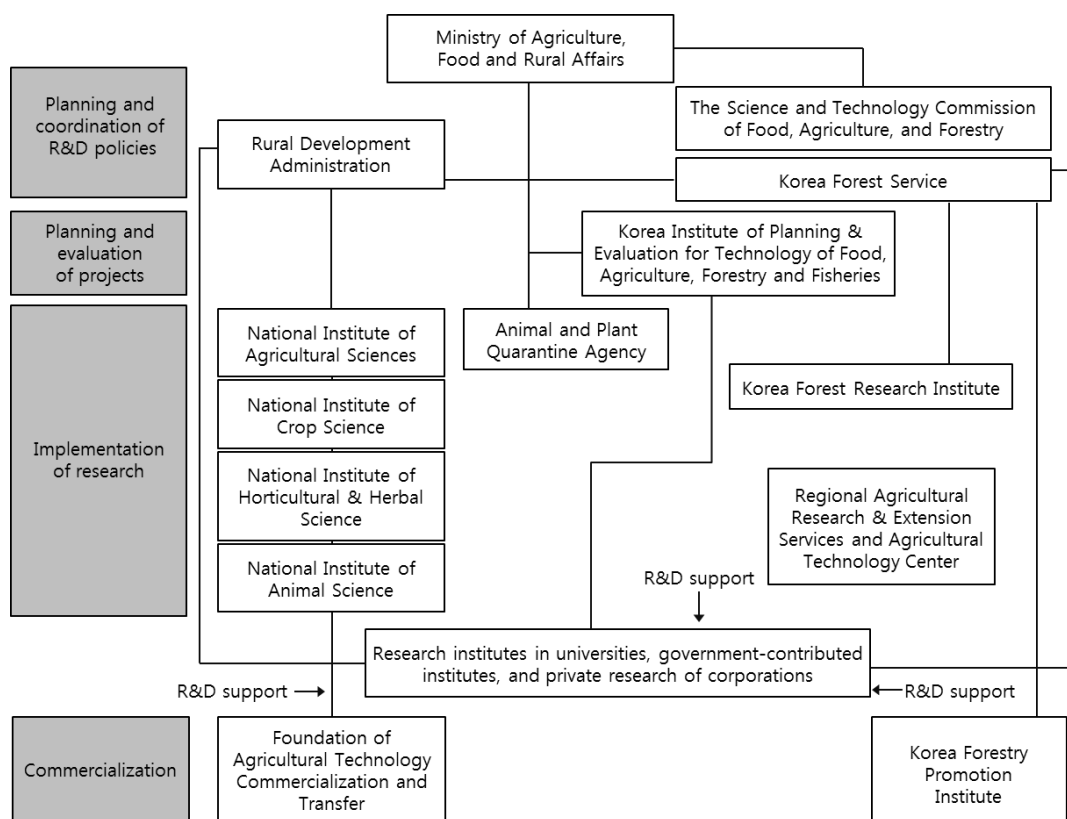 Ministry of Agriculture,
Food and Rural Affairs
Planning and
coordination of
R&D policies
The Science and Technology Commission
of Food, Agriculture, and Forestry
Rural Development
Administration
Korea Forest Service
Planning and
evaluation
of projects
Korea Institute of Planning &
Evaluation for Technology of Food,
Agriculture, Forestry and Fisheries
Implementation
of research
National Institute of
Agricultural Sciences
Animal and Plant
Quarantine Agency
Korea Forest Research Institute
National Institute of
Crop Science
National Institute of
Horticultural & Herbal
Science
Regional Agricultural
Research & Extension
Services and Agricultural
Technology Center
National Institute of
Animal Science
R&D support
Research institutes in universities, government-contributed
institutes, and private research of corporations
R&D support
R&D support
Commercialization
Foundation of
Agricultural Technology
Commercialization and
Transfer
Korea Forestry
Promotion
Institute